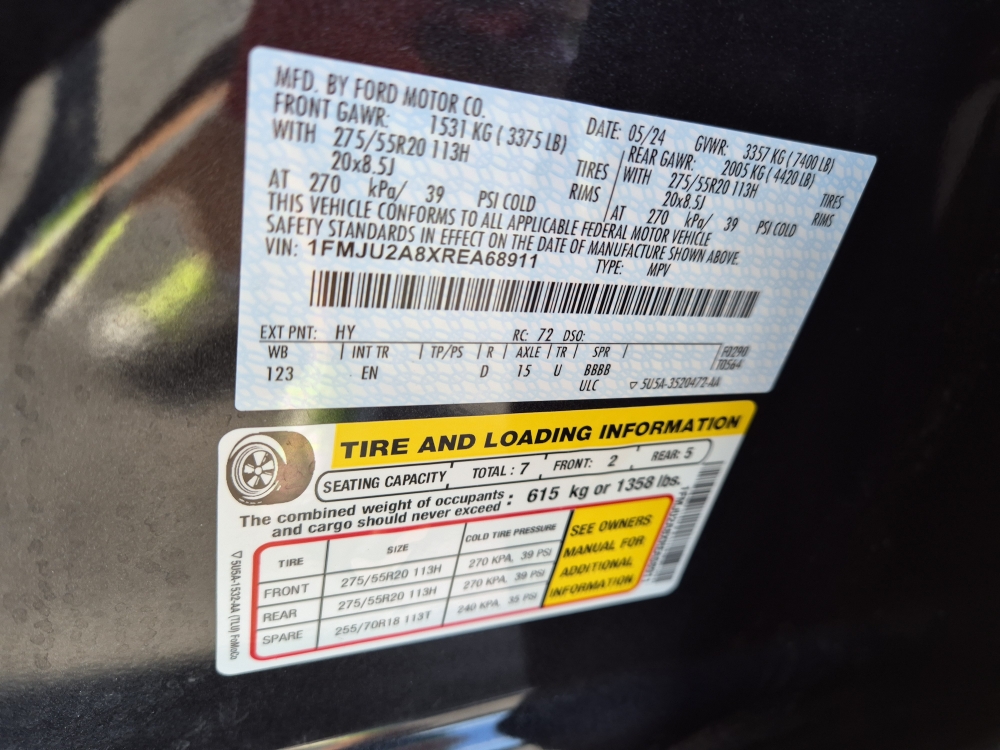 MFD. BY FORD MOTOR CO. DATE: 05/24 GVWR: 3357 KG ( 7400 LB)
FRONT GAWR: 1531 KG ( 3375 LB) REAR GAWR: 2005 KG ( 4420 LB)
WITH 275/55R20 113H TIRES WITH 275/55R20 113H TIRES
20x8.5J RIMS 20x8.5J RIMS
AT 270 kPa/ 39 PSI COLD AT 270 kPa/ 39 PSI COLD
THIS VEHICLE CONFORMS TO ALL APPLICABLE FEDERAL MOTOR VEHICLE
SAFETY STANDARDS IN EFFECT ON THE DATE OF MANUFACTURE SHOWN ABOVE.
VIN: 1FMJU2A8XREA68911 TYPE: MPV
EXT PNT: HY RC: 72 DSO:
WB INT TR TP/PS R AXLE TR SPR F0290
123 EN D 15 U BBBB T0564
ULC 5U5A-3520472-AA
TIRE AND LOADING INFORMATION
SEATING CAPACITY TOTAL : 7 FRONT: 2 REAR: 5
The combined weight of occupants and cargo should never exceed : 615 kg or 1358 lbs.
TIRE SIZE COLD TIRE PRESSURE
FRONT 275/55R20 113H 270 KPA, 39 PSI
REAR 275/55R20 113H 270 KPA, 39 PSI
SPARE 255/70R18 113T 240 KPA, 35 PSI
SEE OWNERS
MANUAL FOR
ADDITIONAL
INFORMATION
5U5A-1532-AA (TLU) FoMoCo